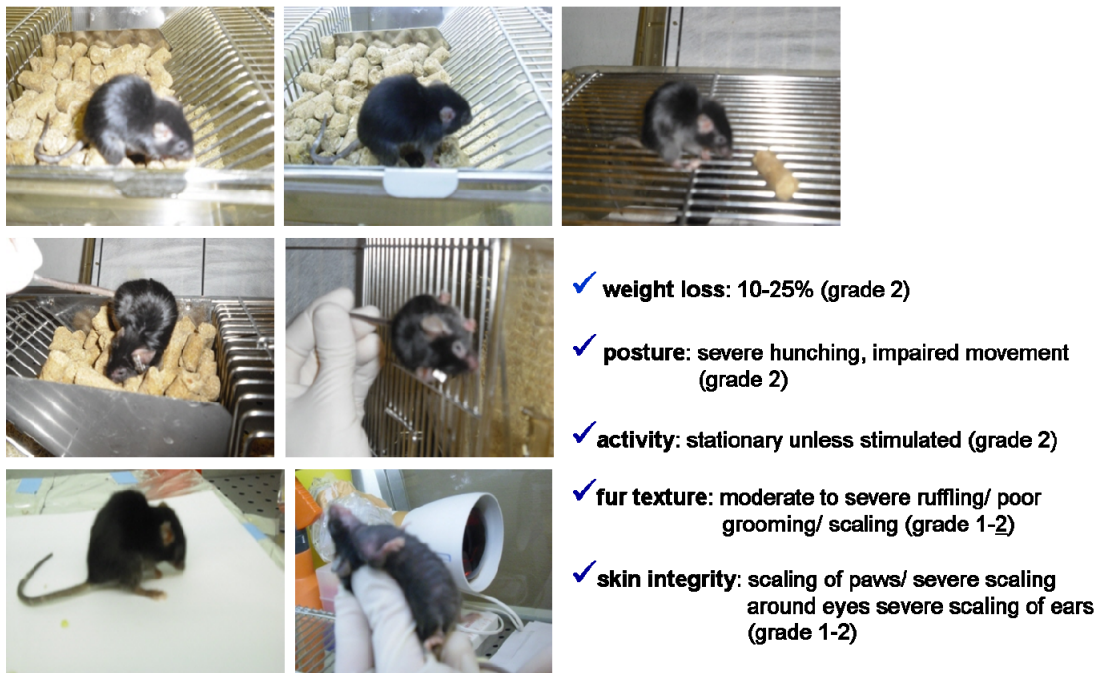 weight loss: 10-25% (grade 2)
posture: severe hunching, impaired movement
(grade 2)
activity: stationary unless stimulated (grade 2)
fur texture: moderate to severe ruffling/ poor
grooming/ scaling (grade 1-2)
skin integrity: scaling of paws/ severe scaling
around eyes severe scaling of ears
(grade 1-2)